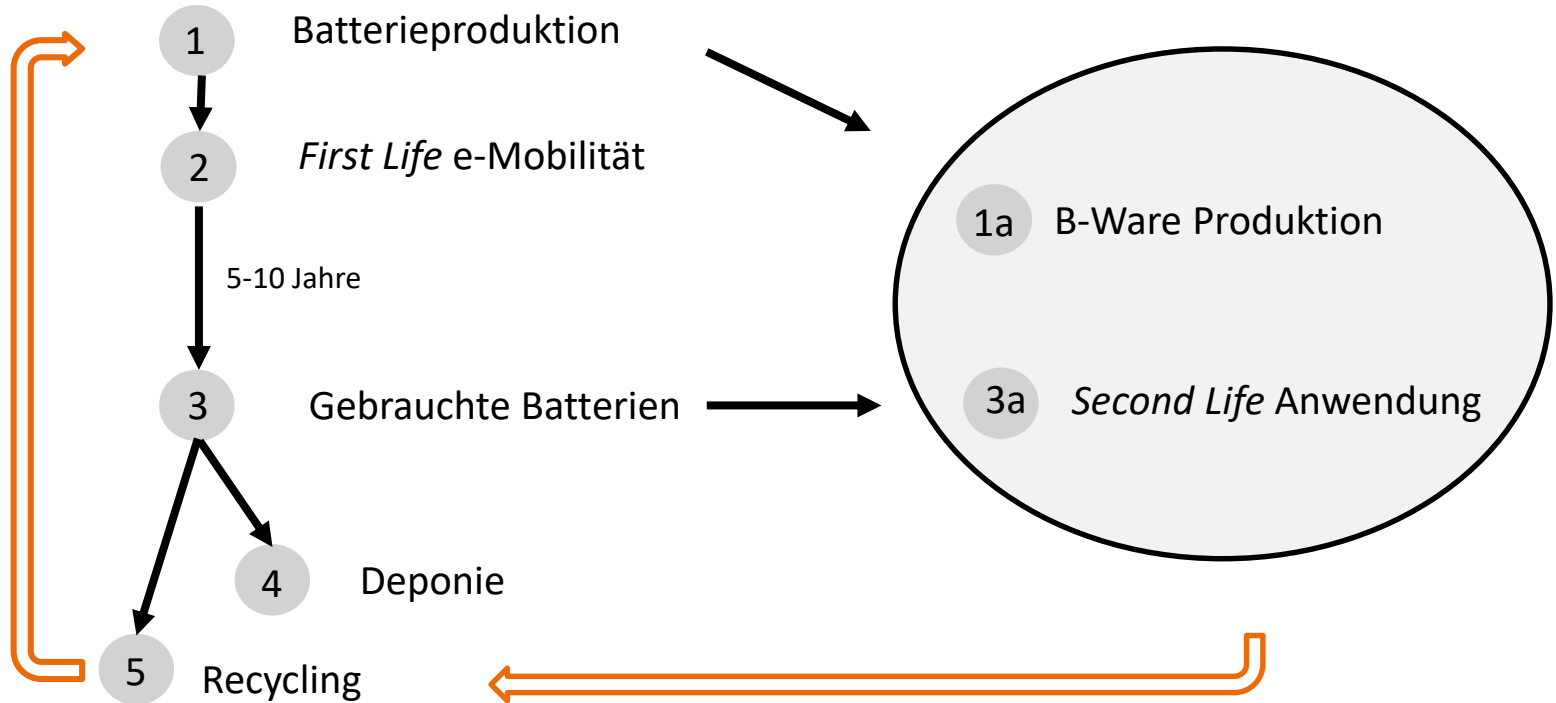 1 Batterieproduktion
2 First Life e-Mobilität
1a B-Ware Produktion
5-10 Jahre
3 Gebrauchte Batterien
3a Second Life Anwendung
4 Deponie
5 Recycling